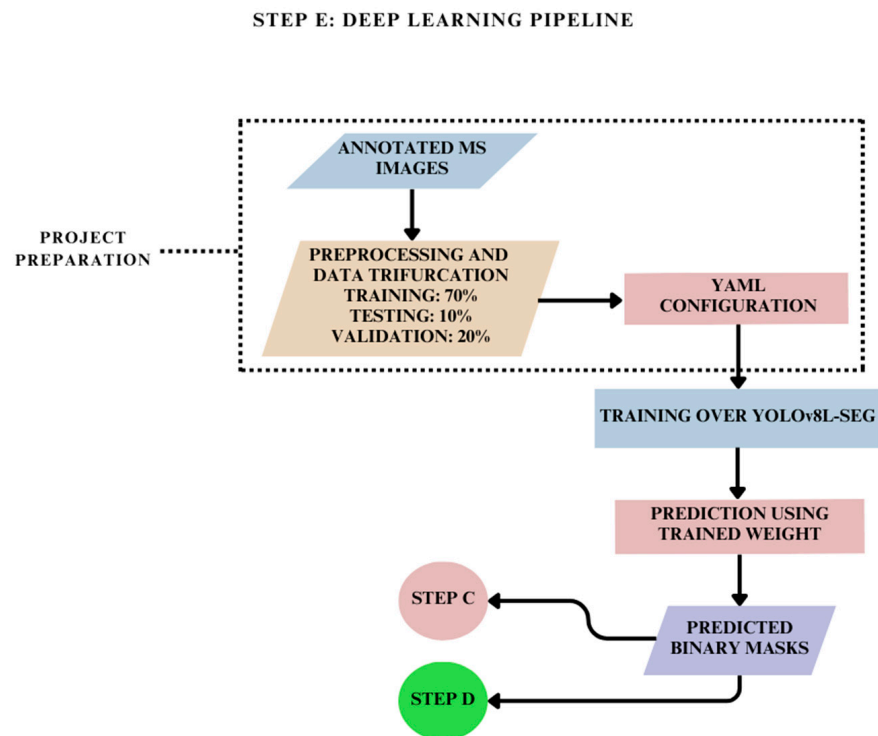 STEP E: DEEP LEARNING PIPELINE
ANNOTATED MS
IMAGES
PROJECT
PREPARATION
PREPROCESSING AND
DATA TRIFURCATION
TRAINING: 70%
TESTING: 10%
VALIDATION: 20%
YAML
CONFIGURATION
TRAINING OVER YOLOv8L-SEG
PREDICTION USING
TRAINED WEIGHT
STEP C
PREDICTED
BINARY MASKS
STEP D